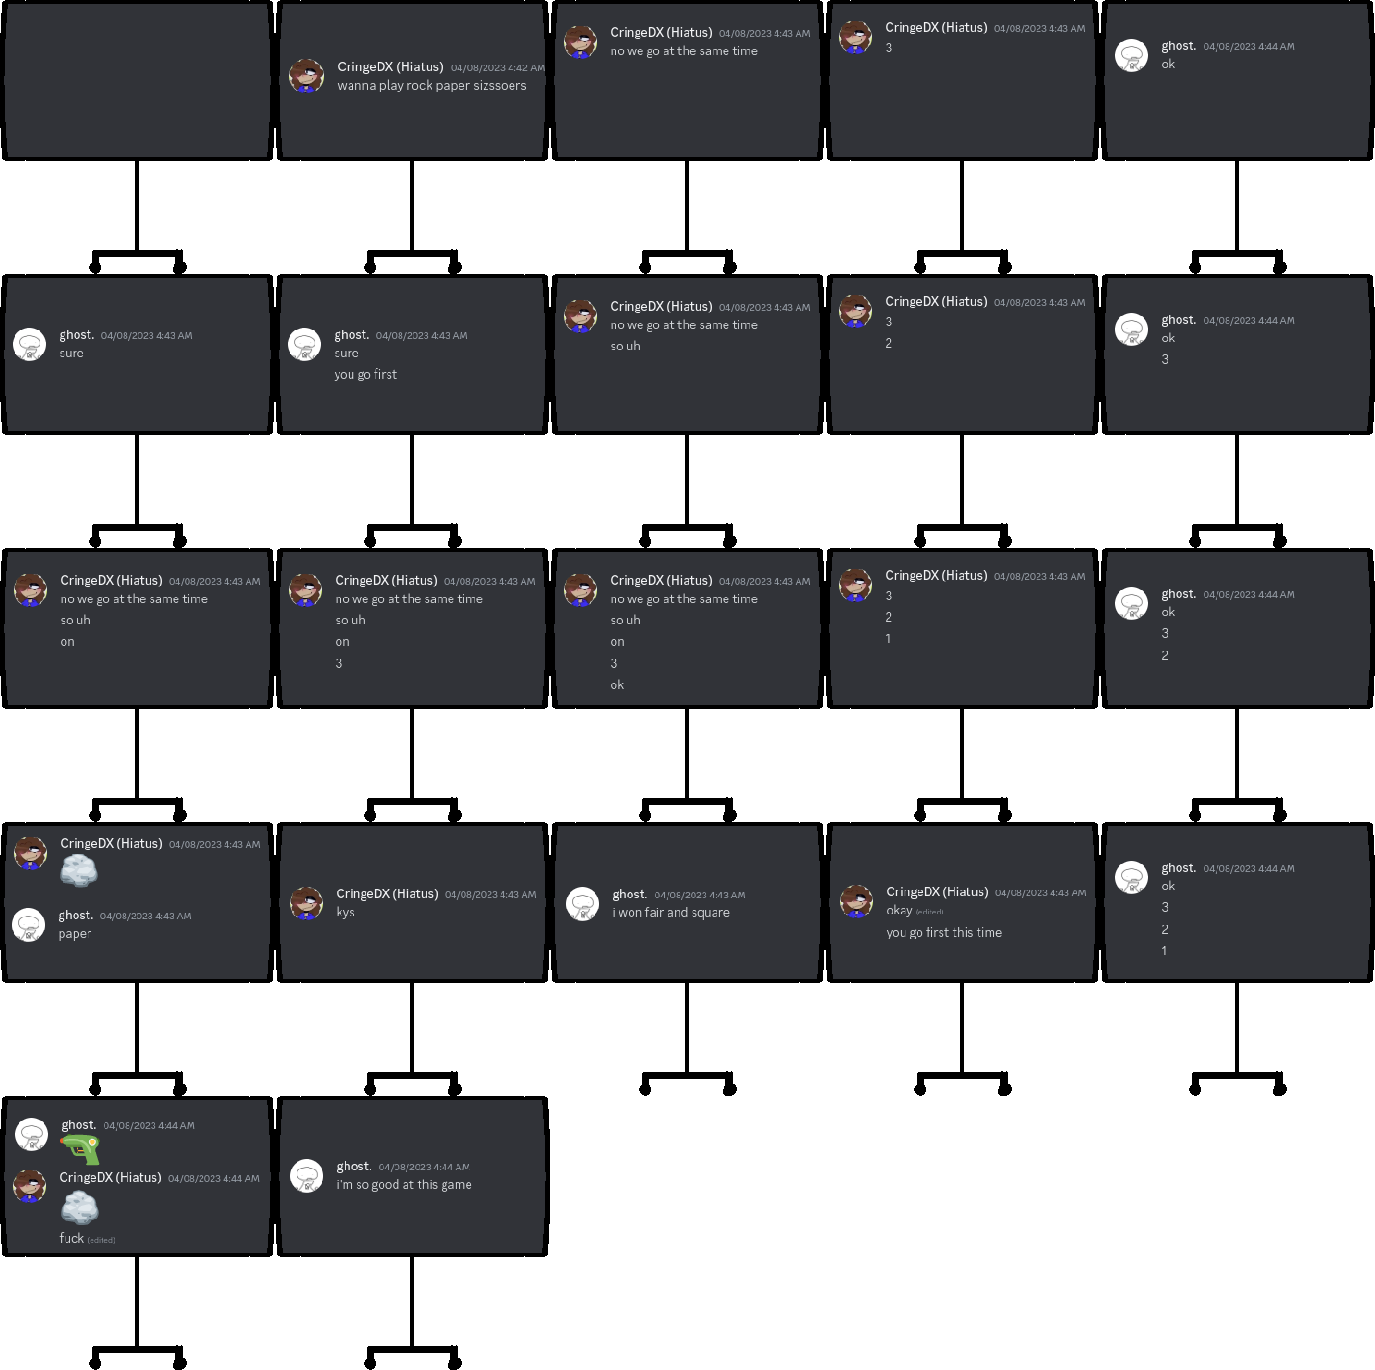 CringeDX (Hiatus) 04/08/2023 4:42 AM
wanna play rock paper sizssoers
CringeDX (Hiatus) 04/08/2023 4:43 AM
no we go at the same time
CringeDX (Hiatus) 04/08/2023 4:43 AM
3
ghost. 04/08/2023 4:44 AM
ok
ghost. 04/08/2023 4:43 AM
sure
ghost. 04/08/2023 4:43 AM
sure
you go first
CringeDX (Hiatus) 04/08/2023 4:43 AM
no we go at the same time
so uh
CringeDX (Hiatus) 04/08/2023 4:43 AM
3
2
ghost. 04/08/2023 4:44 AM
ok
3
CringeDX (Hiatus) 04/08/2023 4:43 AM
no we go at the same time
so uh
on
CringeDX (Hiatus) 04/08/2023 4:43 AM
no we go at the same time
so uh
on
3
CringeDX (Hiatus) 04/08/2023 4:43 AM
no we go at the same time
so uh
on
3
ok
CringeDX (Hiatus) 04/08/2023 4:43 AM
3
2
1
ghost. 04/08/2023 4:44 AM
ok
3
2
CringeDX (Hiatus) 04/08/2023 4:43 AM
ghost. 04/08/2023 4:43 AM
paper
CringeDX (Hiatus) 04/08/2023 4:43 AM
kys
ghost. 04/08/2023 4:43 AM
i won fair and square
CringeDX (Hiatus) 04/08/2023 4:43 AM
okay (edited)
you go first this time
ghost. 04/08/2023 4:44 AM
ok
3
2
1
ghost. 04/08/2023 4:44 AM
CringeDX (Hiatus) 04/08/2023 4:44 AM
fuck (edited)
ghost. 04/08/2023 4:44 AM
i'm so good at this game